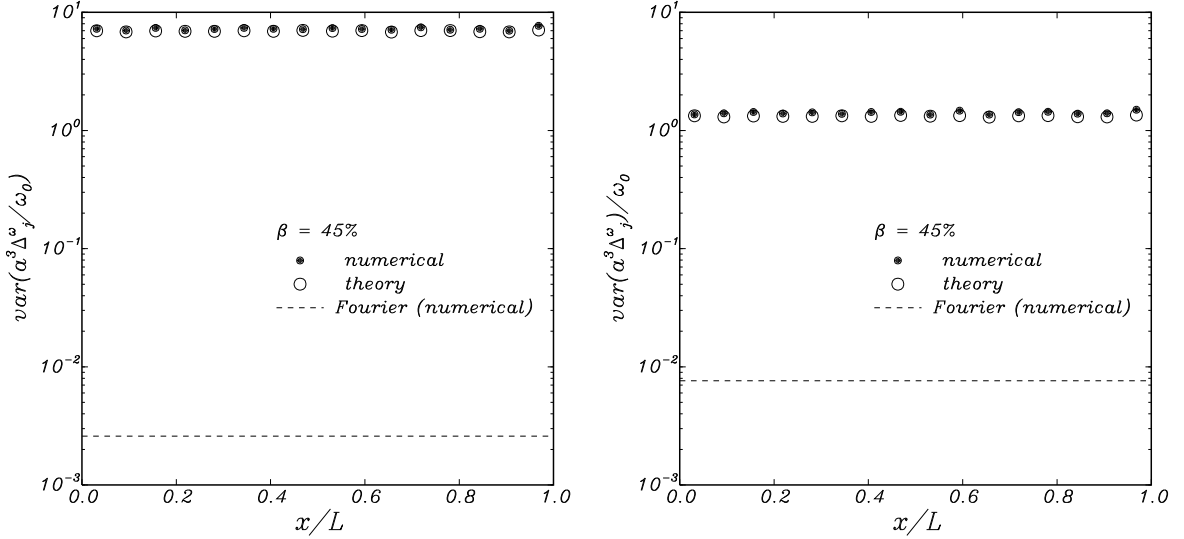 10^1
10^0
10^-1
10^-2
10^-3
var(a^3Δ^ω_j/ω_0)
β = 45%
numerical
theory
Fourier (numerical)
0.0 0.2 0.4 0.6 0.8 1.0
x/L
10^1
10^0
10^-1
10^-2
10^-3
var(a^3Δ^ω_j)/ω_0
β = 45%
numerical
theory
Fourier (numerical)
0.0 0.2 0.4 0.6 0.8 1.0
x/L